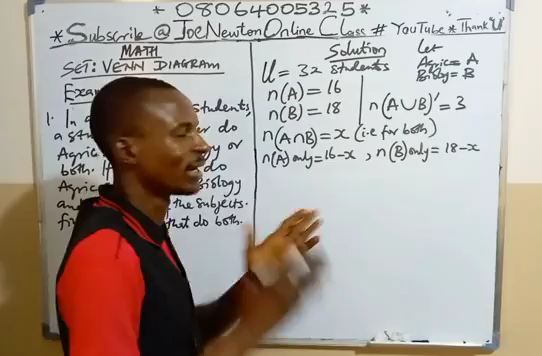 * 08064005325 *
*Subscribe @ JoeNewton Online Class # YouTube * Thank U
MATH
SET: VENN DIAGRAM
1. In a students,
a do
Agric or
both. do
Agric Biology
and the subjects.
that do both.
Solution
Let
Agric = A
Biology = B
U = 32 students
n(A) = 16
n(B) = 18
n(A∪B)' = 3
n(A∩B) = x (i.e for both)
n(A) only = 16-x , n(B) only = 18-x